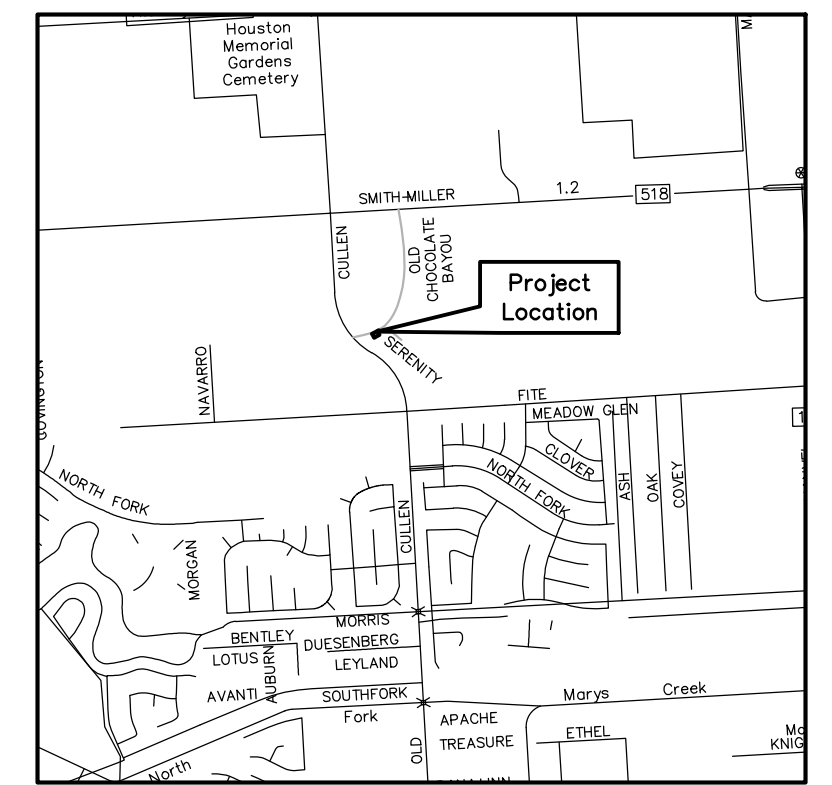 Houston
Memorial
Gardens
Cemetery
SMITH-MILLER
1.2
518
CULLEN
OLD
CHOCOLATE
BAYOU
Project
Location
SERENITY
NAVARRO
FITE
MEADOW GLEN
CLOVER
NORTH FORK
ASH
OAK
COVEY
NORTH FORK
CULLEN
MORGAN
MORRIS
BENTLEY
DUESENBERG
LOTUS
AUBURN
LEYLAND
AVANTI
SOUTHFORK
Marys Creek
Fork
APACHE
TREASURE
ETHEL
OLD
North